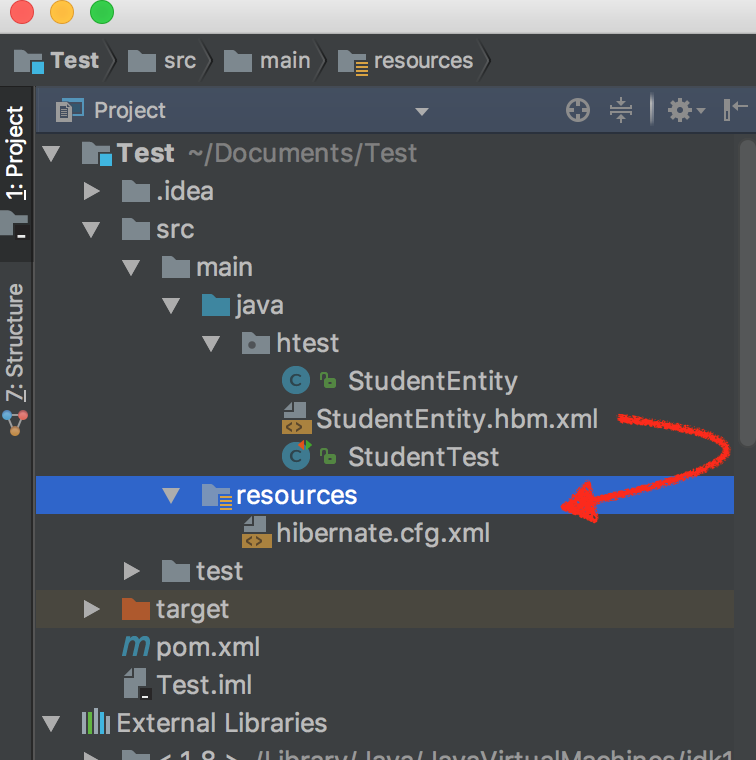 Test src main resources
1: Project
Project
Test ~/Documents/Test
.idea
src
main
java
htest
StudentEntity
StudentEntity.hbm.xml
StudentTest
resources
hibernate.cfg.xml
test
target
pom.xml
Test.iml
External Libraries
7: Structure